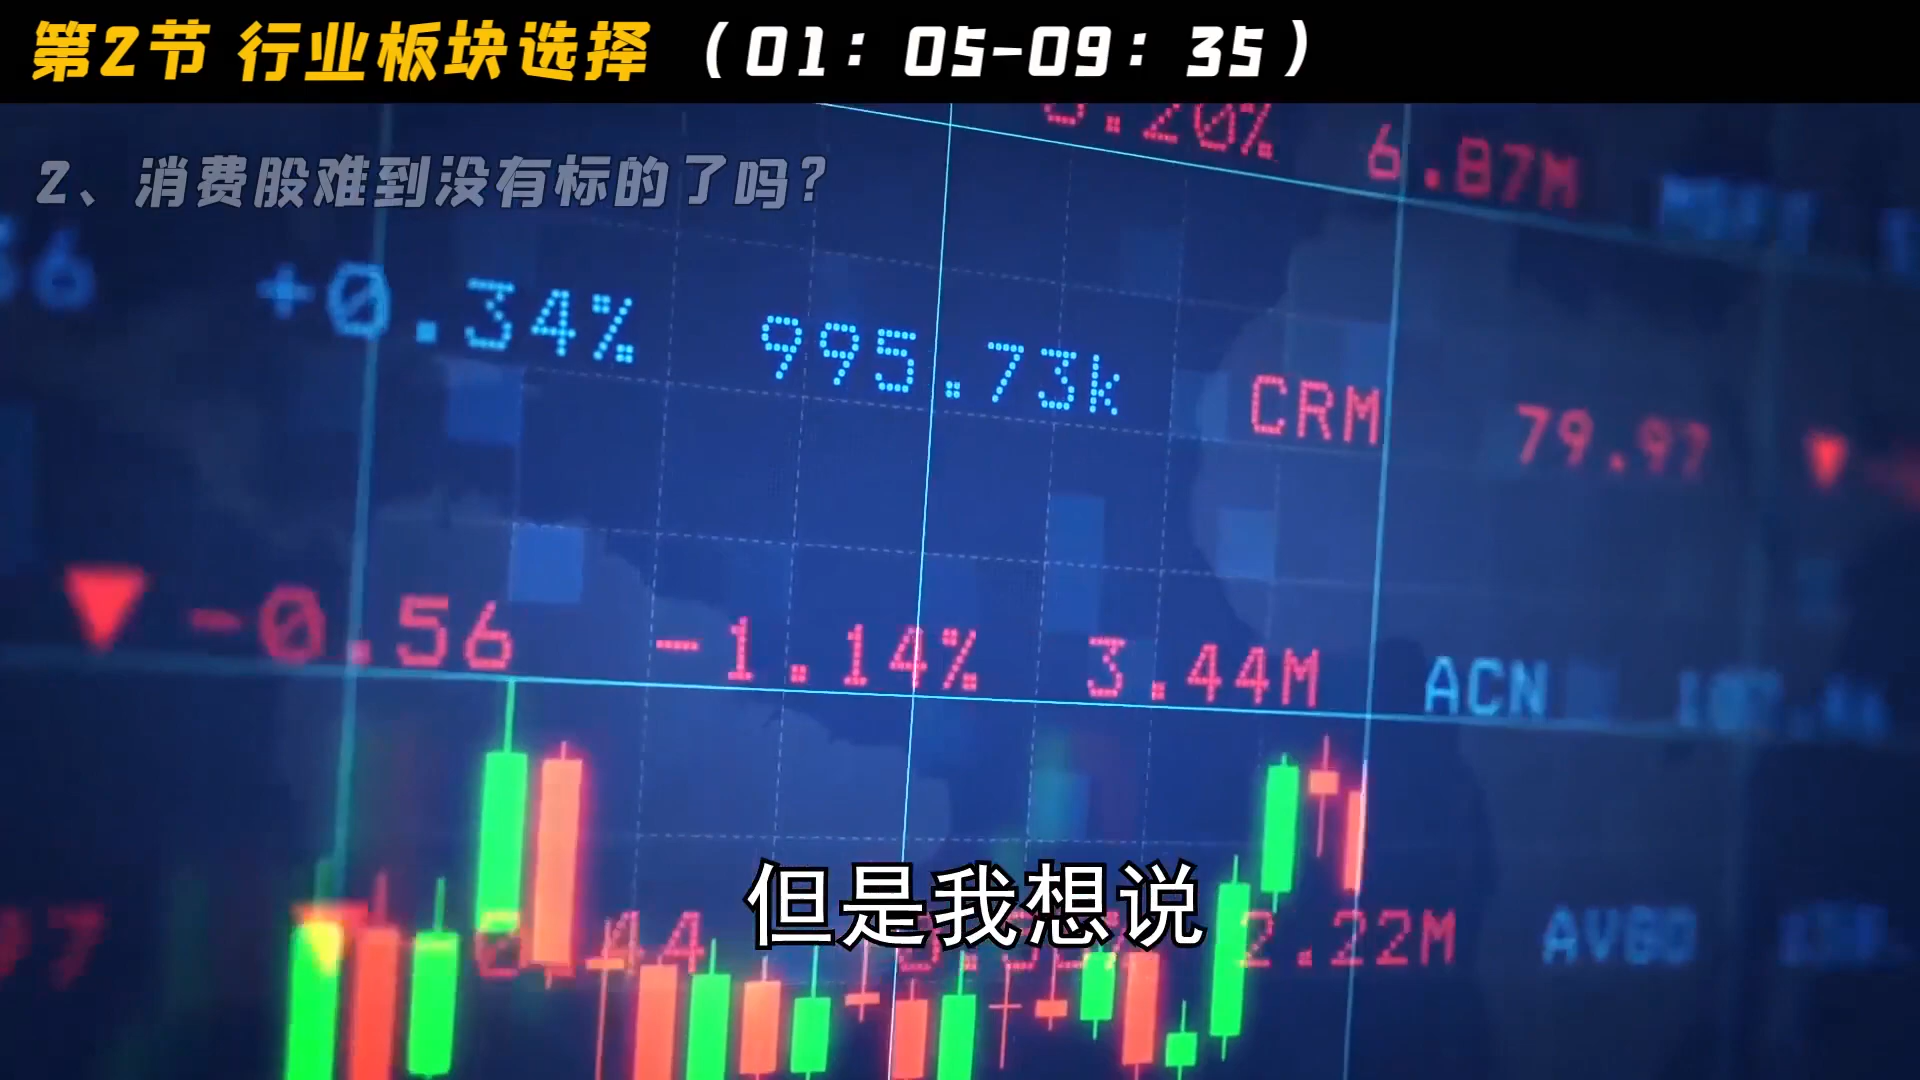 第2节 行业板块选择（01：05-09：35）
2、消费股难到没有标的了吗？
6.87M
+0.34% 995.73k CRM 79.97
-0.56 -1.14% 3.44M ACN
但是我想说
2.22M AVGO